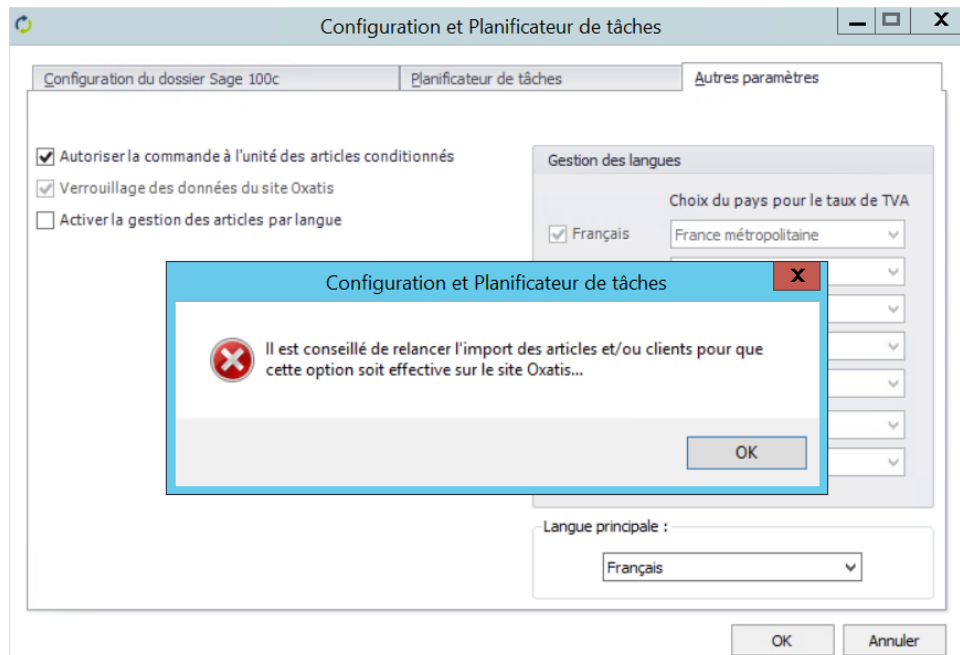 Configuration et Planificateur de tâches
Configuration du dossier Sage 100c
Planificateur de tâches
Autres paramètres
Autoriser la commande à l'unité des articles conditionnés
Verrouillage des données du site Oxatis
Activer la gestion des articles par langue
Gestion des langues
Choix du pays pour le taux de TVA
Français
France métropolitaine
Configuration et Planificateur de tâches
X
Il est conseillé de relancer l'import des articles et/ou clients pour que
cette option soit effective sur le site Oxatis...
OK
Langue principale :
Français
OK
Annuler